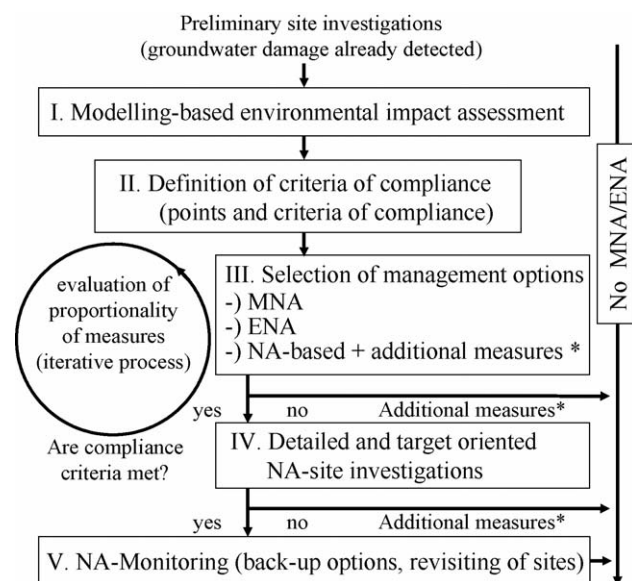 Preliminary site investigations
(groundwater damage already detected)
I. Modelling-based environmental impact assessment
II. Definition of criteria of compliance
(points and criteria of compliance)
III. Selection of management options
-) MNA
-) ENA
-) NA-based + additional measures *
evaluation of
proportionality
of measures
(iterative process)
yes no Additional measures*
Are compliance
criteria met?
IV. Detailed and target oriented
NA-site investigations
yes no Additional measures*
V. NA-Monitoring (back-up options, revisiting of sites)
No MNA/ENA